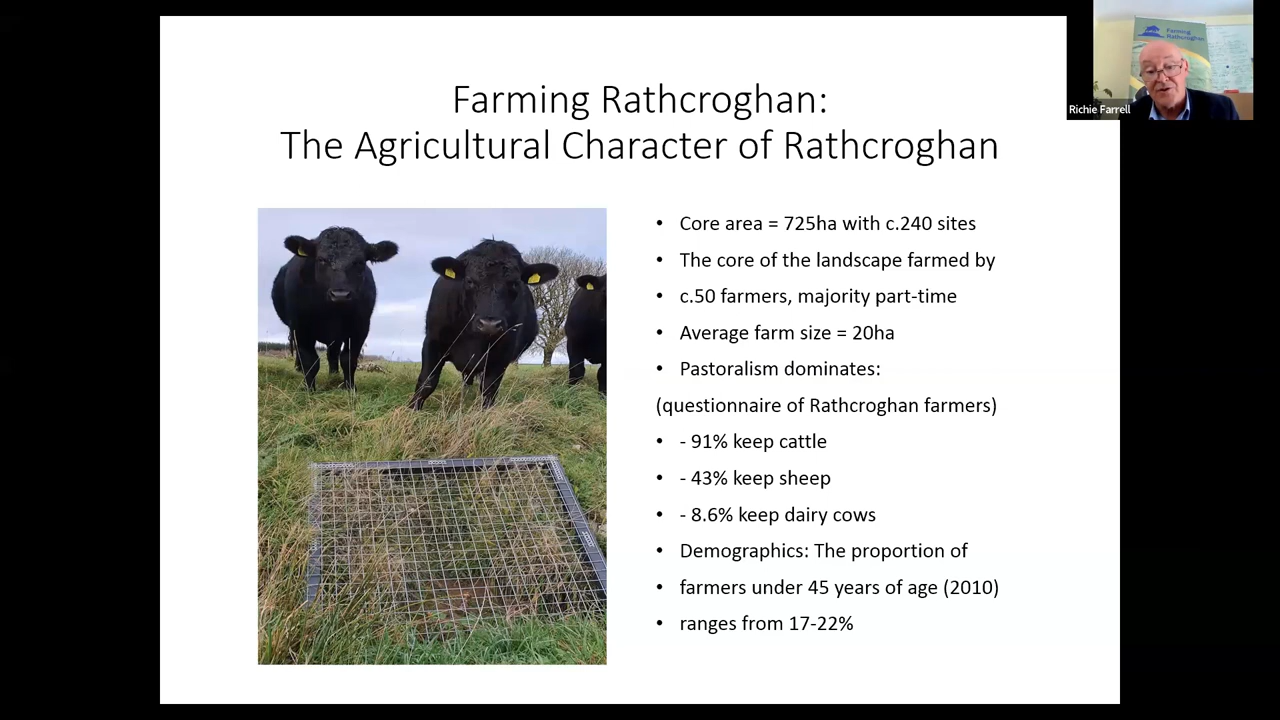 Farming Rathcroghan:
The Agricultural Character of Rathcroghan
• Core area = 725ha with c.240 sites
• The core of the landscape farmed by
• c.50 farmers, majority part-time
• Average farm size = 20ha
• Pastoralism dominates:
(questionnaire of Rathcroghan farmers)
• - 91% keep cattle
• - 43% keep sheep
• - 8.6% keep dairy cows
• Demographics: The proportion of
• farmers under 45 years of age (2010)
• ranges from 17-22%
Farming
Rathcroghan
Richie Farrell